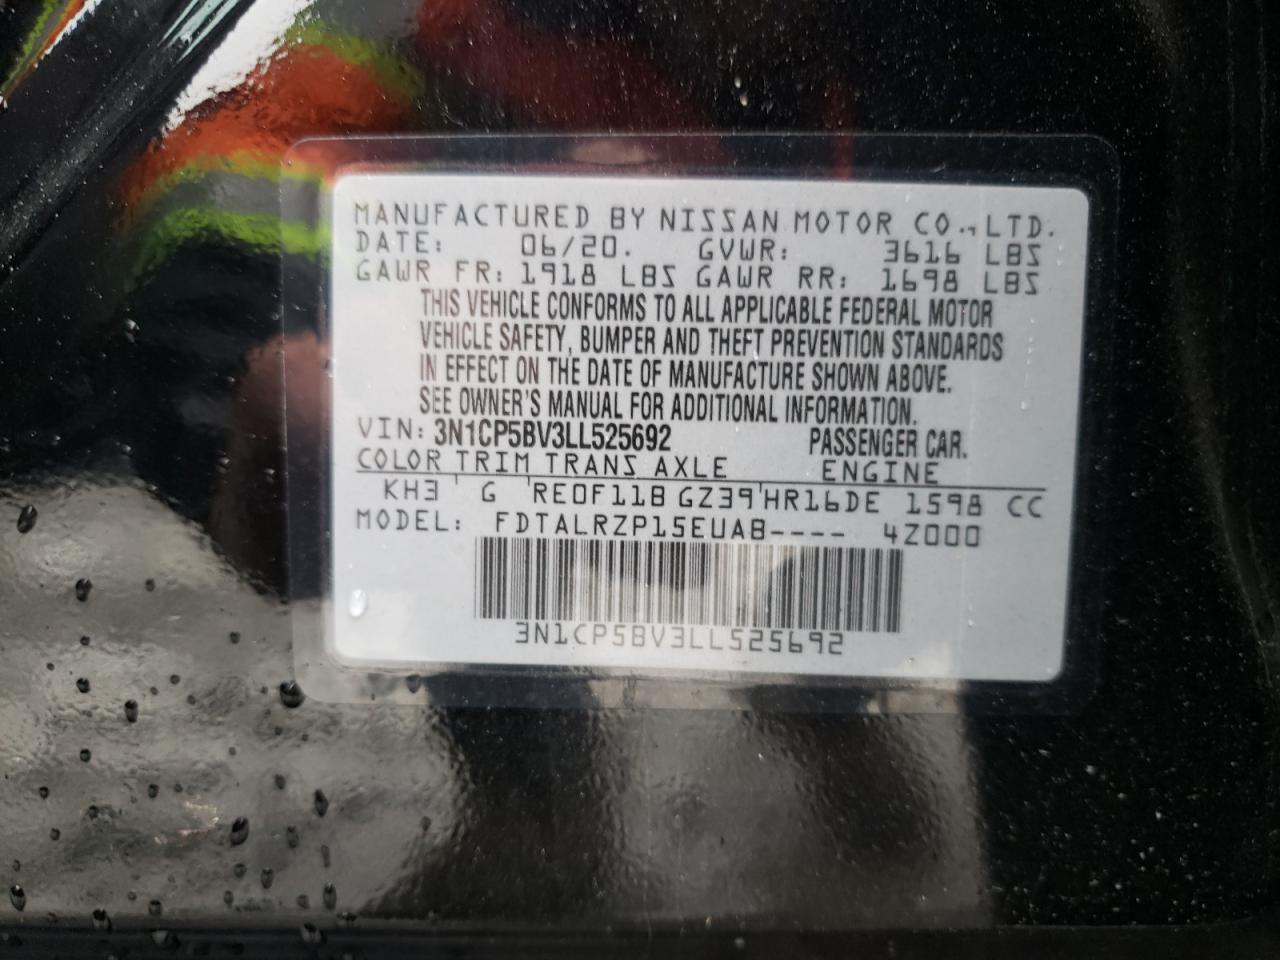 MANUFACTURED BY NISSAN MOTOR CO., LTD.
DATE: 06/20. GVWR: 3616 LBS
GAWR FR: 1918 LBS GAWR RR: 1698 LBS
THIS VEHICLE CONFORMS TO ALL APPLICABLE FEDERAL MOTOR
VEHICLE SAFETY, BUMPER AND THEFT PREVENTION STANDARDS
IN EFFECT ON THE DATE OF MANUFACTURE SHOWN ABOVE.
SEE OWNER'S MANUAL FOR ADDITIONAL INFORMATION.
VIN: 3N1CP5BV3LL525692 PASSENGER CAR.
COLOR TRIM TRANS AXLE ENGINE
KH3 ' G 'RE0F11B GZ39'HR16DE 1598 CC
MODEL: FDTALRZP15EUAB---- 4Z000
3N1CP5BV3LL525692